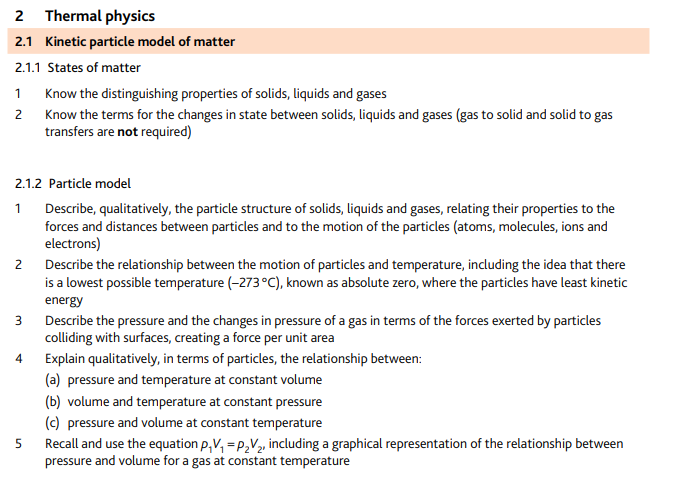 2 Thermal physics
2.1 Kinetic particle model of matter
2.1.1 States of matter
1 Know the distinguishing properties of solids, liquids and gases
2 Know the terms for the changes in state between solids, liquids and gases (gas to solid and solid to gas
transfers are not required)
2.1.2 Particle model
1 Describe, qualitatively, the particle structure of solids, liquids and gases, relating their properties to the
forces and distances between particles and to the motion of the particles (atoms, molecules, ions and
electrons)
2 Describe the relationship between the motion of particles and temperature, including the idea that there
is a lowest possible temperature (–273 °C), known as absolute zero, where the particles have least kinetic
energy
3 Describe the pressure and the changes in pressure of a gas in terms of the forces exerted by particles
colliding with surfaces, creating a force per unit area
4 Explain qualitatively, in terms of particles, the relationship between:
(a) pressure and temperature at constant volume
(b) volume and temperature at constant pressure
(c) pressure and volume at constant temperature
5 Recall and use the equation p₁V₁ = p₂V₂, including a graphical representation of the relationship between
pressure and volume for a gas at constant temperature